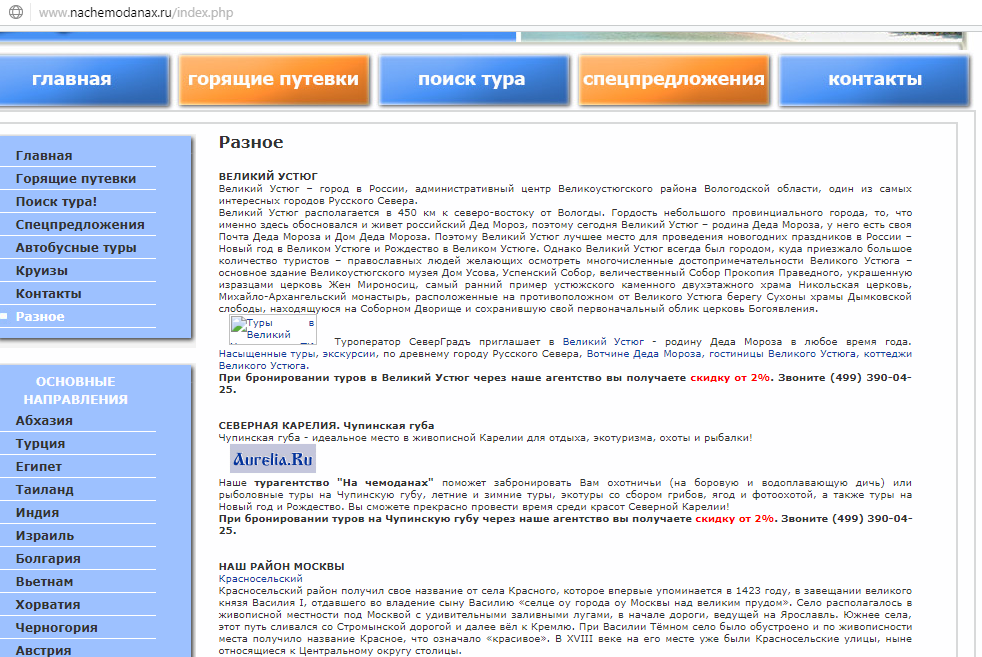 www.nachemodanax.ru/index.php
главная
горящие путевки
поиск тура
спецпредложения
контакты
Главная
Горящие путевки
Поиск тура!
Спецпредложения
Автобусные туры
Круизы
Контакты
Разное
ОСНОВНЫЕ
НАПРАВЛЕНИЯ
Абхазия
Турция
Египет
Таиланд
Индия
Израиль
Болгария
Вьетнам
Хорватия
Черногория
Австрия
Разное
ВЕЛИКИЙ УСТЮГ
Великий Устюг – город в России, административный центр Великоустюгского района Вологодской области, один из самых
интересных городов Русского Севера.
Великий Устюг располагается в 450 км к северо-востоку от Вологды. Гордость небольшого провинциального города, то, что
именно здесь обосновался и живет российский Дед Мороз, поэтому сегодня Великий Устюг – родина Деда Мороза, у него есть своя
Почта Деда Мороза и Дом Деда Мороза. Поэтому Великий Устюг лучшее место для проведения новогодних праздников в России –
Новый год в Великом Устюге и Рождество в Великом Устюге. Однако Великий Устюг всегда был городом, куда приезжало большое
количество туристов – православных людей желающих осмотреть многочисленные достопримечательности Великого Устюга –
основное здание Великоустюгского музея Дом Усова, Успенский Собор, величественный Собор Прокопия Праведного, украшенную
изразцами церковь Жен Мироносиц, самый ранний пример устюжского каменного двухэтажного храма Никольская церковь,
Михайло-Архангельский монастырь, расположенные на противоположном от Великого Устюга берегу Сухоны храмы Дымковской
слободы, находящуюся на Соборном Дворище и сохранившую свой первоначальный облик церковь Богоявления.
Туры в
Великий
Туроператор СеверГрадъ приглашает в Великий Устюг - родину Деда Мороза в любое время года.
Насыщенные туры, экскурсии, по древнему городу Русского Севера, Вотчине Деда Мороза, гостиницы Великого Устюга, коттеджи
Великого Устюга.
При бронировании туров в Великий Устюг через наше агентство вы получаете скидку от 2%. Звоните (499) 390-04-
25.
СЕВЕРНАЯ КАРЕЛИЯ. Чупинская губа
Чупинская губа - идеальное место в живописной Карелии для отдыха, экотуризма, охоты и рыбалки!
Aurelia.Ru
Наше турагентство "На чемоданах" поможет забронировать Вам охотничьи (на боровую и водоплавающую дичь) или
рыболовные туры на Чупинскую губу, летние и зимние туры, экотуры со сбором грибов, ягод и фотоохотой, а также туры на
Новый год и Рождество. Вы сможете прекрасно провести время среди красот Северной Карелии!
При бронировании туров на Чупинскую губу через наше агентство вы получаете скидку от 2%. Звоните (499) 390-04-
25.
НАШ РАЙОН МОСКВЫ
Красносельский
Красносельский район получил свое название от села Красного, которое впервые упоминается в 1423 году, в завещании великого
князя Василия I, отдавшего во владение сыну Василию «селце оу города оу Москвы над великим прудом». Село располагалось в
живописной местности под Москвой с удивительными заливными лугами, в начале дороги, ведущей на Ярославль. Южнее села,
этот путь сливался со Стромынской дорогой и далее вёл к Кремлю. При Василии Тёмном село было обустроено и по живописности
места получило название Красное, что означало «красивое». В XVIII веке на его месте уже были Красносельские улицы, ныне
относящиеся к Центральному округу столицы.